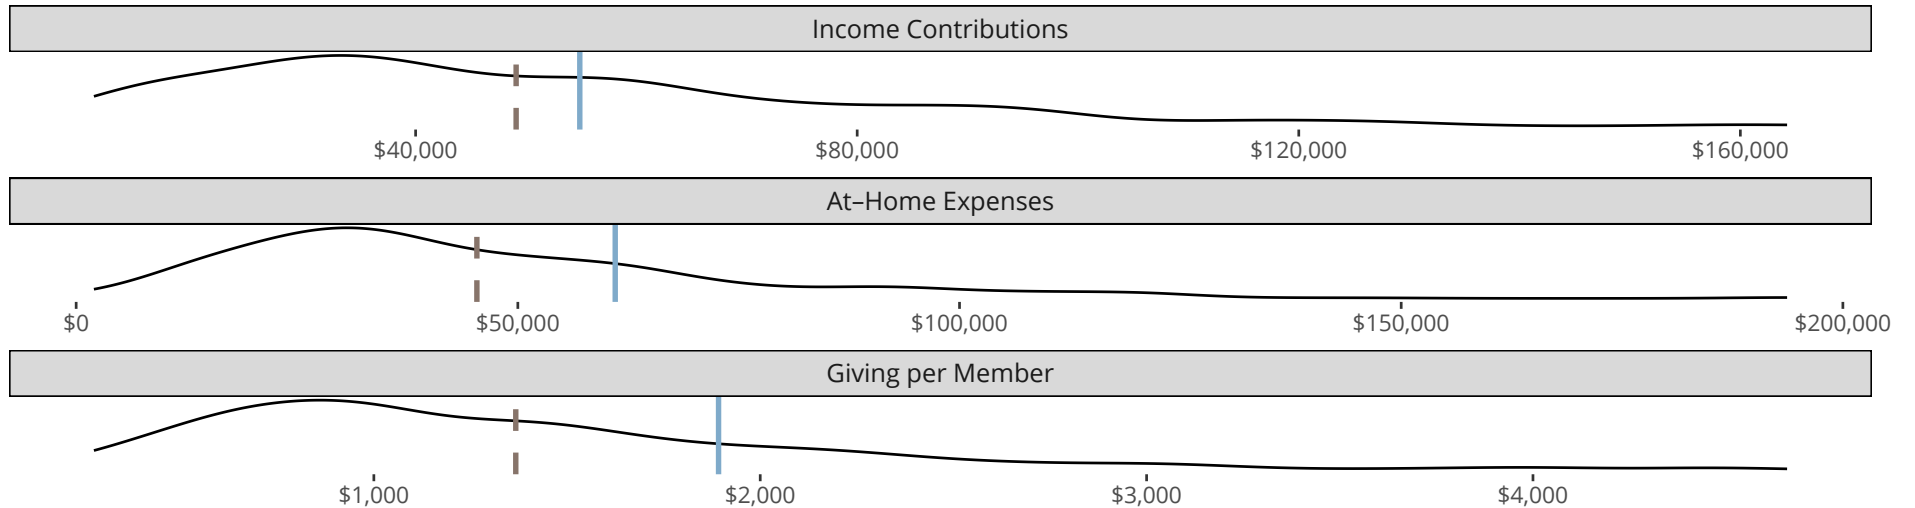 Income Contributions
$40,000 $80,000 $120,000 $160,000
At–Home Expenses
$0 $50,000 $100,000 $150,000 $200,000
Giving per Member
$1,000 $2,000 $3,000 $4,000